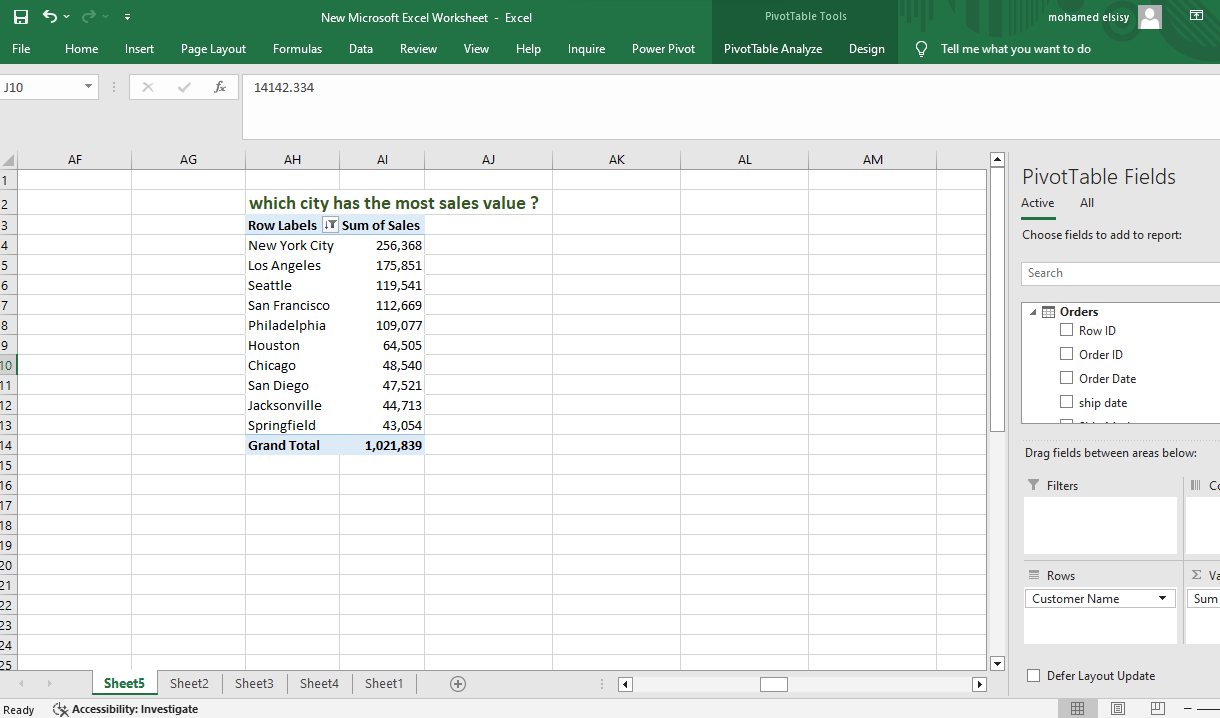 New Microsoft Excel Worksheet - Excel
PivotTable Tools
mohamed elsisy
File Home Insert Page Layout Formulas Data Review View Help Inquire Power Pivot PivotTable Analyze Design Tell me what you want to do
J10 fx 14142.334
AF AG AH AI AJ AK AL AM
1
2 which city has the most sales value ?
3 Row Labels Sum of Sales
4 New York City 256,368
5 Los Angeles 175,851
6 Seattle 119,541
7 San Francisco 112,669
8 Philadelphia 109,077
9 Houston 64,505
10 Chicago 48,540
11 San Diego 47,521
12 Jacksonville 44,713
13 Springfield 43,054
14 Grand Total 1,021,839
15
16
17
18
19
20
21
22
23
24
25
PivotTable Fields
Active All
Choose fields to add to report:
Search
Orders
Row ID
Order ID
Order Date
ship date
Drag fields between areas below:
Filters
Rows
Σ
Customer Name
Sum
Defer Layout Update
Sheet5 Sheet2 Sheet3 Sheet4 Sheet1
Ready Accessibility: Investigate